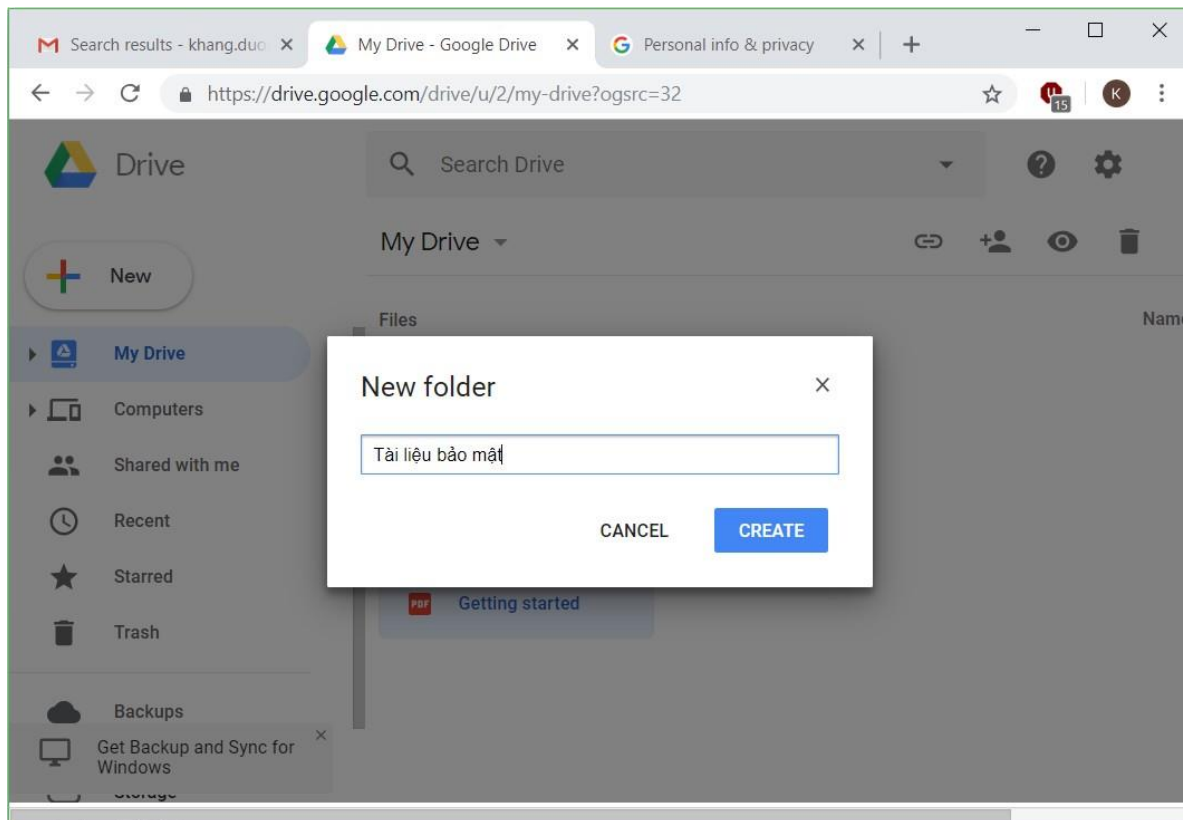 Search results - khang.duo
My Drive - Google Drive
Personal info & privacy
https://drive.google.com/drive/u/2/my-drive?ogsrc=32
15
K
Drive
Search Drive
My Drive
New
Files
Name
My Drive
Computers
Shared with me
Recent
Starred
Trash
Backups
Get Backup and Sync for
Windows
Storage
New folder
Tài liệu bảo mật
CANCEL
CREATE
PDF
Getting started